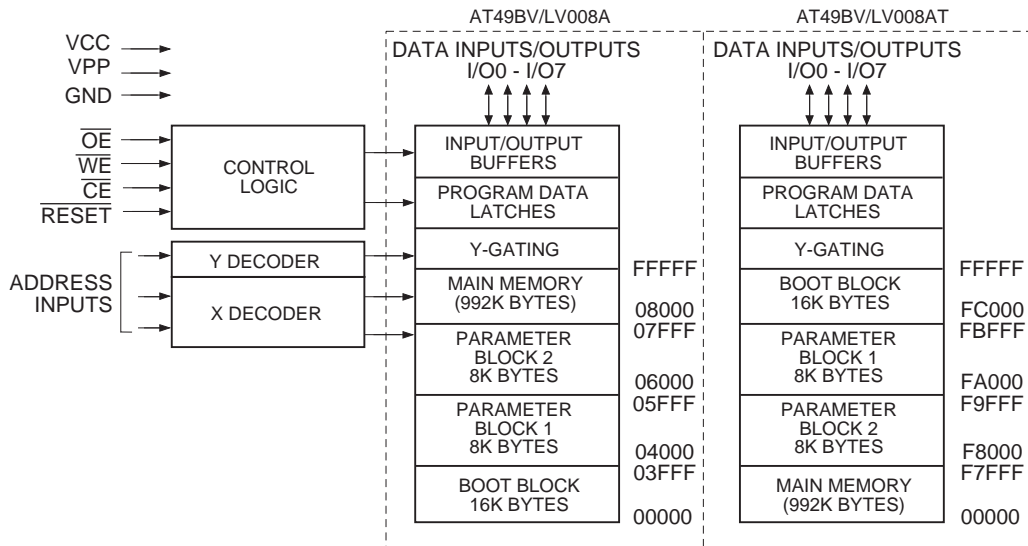 AT49BV/LV008A
AT49BV/LV008AT
VCC
VPP
GND
OE
WE
CE
RESET
ADDRESS
INPUTS
CONTROL
LOGIC
Y DECODER
X DECODER
DATA INPUTS/OUTPUTS
I/O0 - I/O7
INPUT/OUTPUT
BUFFERS
PROGRAM DATA
LATCHES
Y-GATING
FFFFF
MAIN MEMORY
(992K BYTES)
08000
07FFF
PARAMETER
BLOCK 2
8K BYTES
06000
05FFF
PARAMETER
BLOCK 1
8K BYTES
04000
03FFF
BOOT BLOCK
16K BYTES
00000
DATA INPUTS/OUTPUTS
I/O0 - I/O7
INPUT/OUTPUT
BUFFERS
PROGRAM DATA
LATCHES
Y-GATING
FFFFF
BOOT BLOCK
16K BYTES
FC000
FBFFF
PARAMETER
BLOCK 1
8K BYTES
FA000
F9FFF
PARAMETER
BLOCK 2
8K BYTES
F8000
F7FFF
MAIN MEMORY
(992K BYTES)
00000